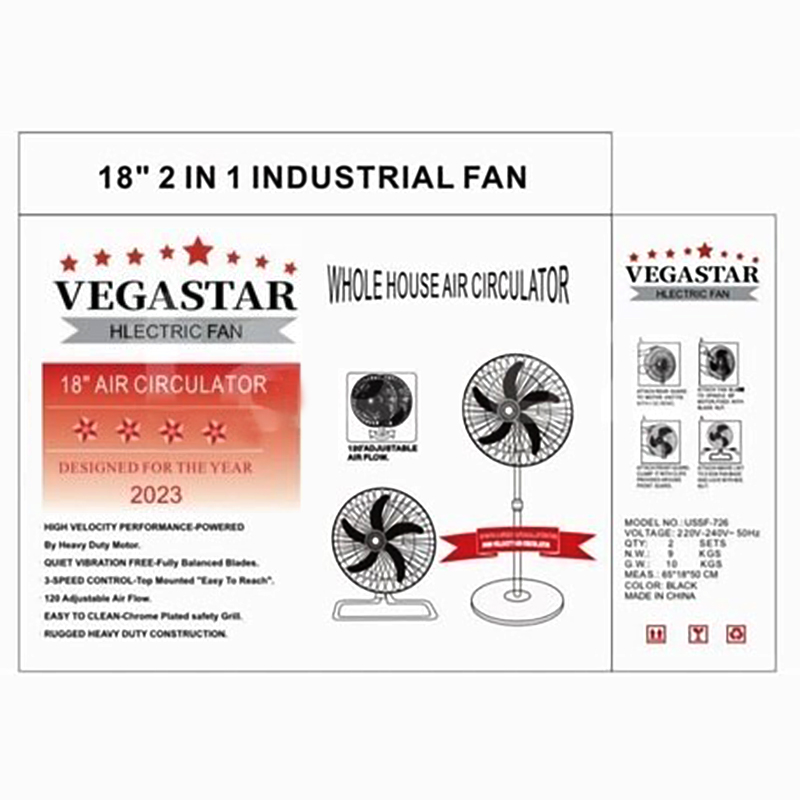 18" 2 IN 1 INDUSTRIAL FAN
VEGASTAR
HLECTRIC FAN
18" AIR CIRCULATOR
DESIGNED FOR THE YEAR
2023
HIGH VELOCITY PERFORMANCE-POWERED
By Heavy Duty Motor.
QUIET VIBRATION FREE-Fully Balanced Blades.
3-SPEED CONTROL-Top Mounted "Easy To Reach".
120 Adjustable Air Flow.
EASY TO CLEAN-Chrome Plated safety Grill.
RUGGED HEAVY DUTY CONSTRUCTION.
WHOLE HOUSE AIR CIRCULATOR
120°ADJUSTABLE
AIR FLOW.
VEGASTAR
HLECTRIC FAN
MODEL NO.: USSF-726
VOLTAGE: 220V-240V~ 50Hz
QTY: 2 SETS
N.W.: 9 KGS
G.W.: 10 KGS
MEAS.: 65*18*50 CM
COLOR: BLACK
MADE IN CHINA